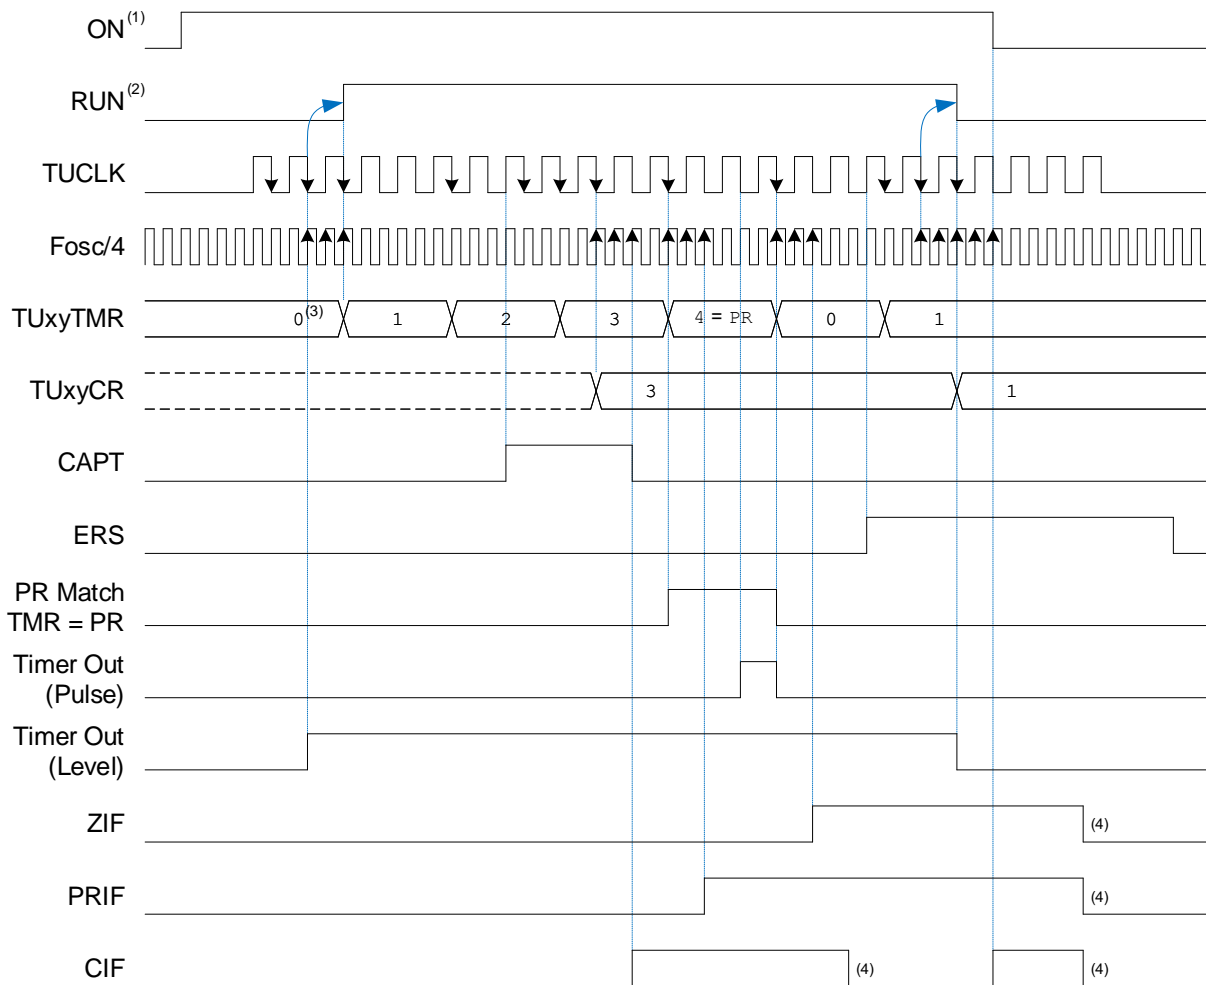 ON(1)
RUN(2)
TUCLK
Fosc/4
TUxyTMR 0(3) 1 2 3 4 = PR 0 1
TUxyCR 3 1
CAPT
ERS
PR Match
TMR = PR
Timer Out
(Pulse)
Timer Out
(Level)
ZIF (4)
PRIF (4)
CIF (4) (4)